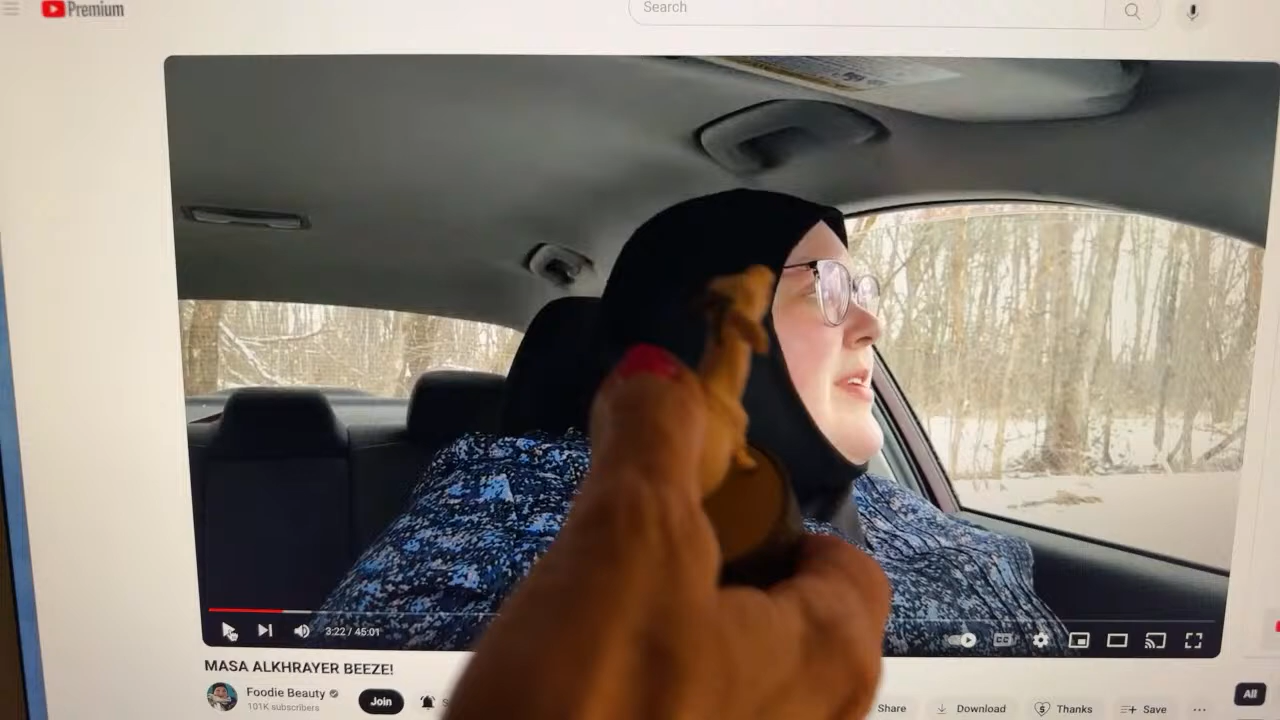 Premium
Search
3:22 / 45:01
CC
MASA ALKHRAYER BEEZE!
Foodie Beauty
101K subscribers
Join
Share
Download
Thanks
Save
All